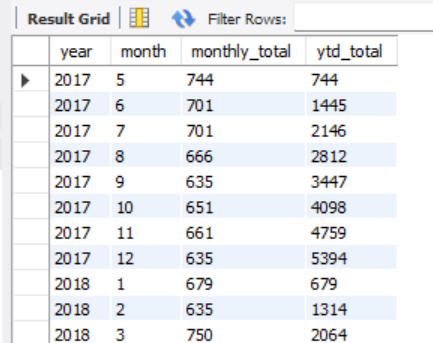 Result Grid Filter Rows:
year month monthly_total ytd_total
2017 5 744 744
2017 6 701 1445
2017 7 701 2146
2017 8 666 2812
2017 9 635 3447
2017 10 651 4098
2017 11 661 4759
2017 12 635 5394
2018 1 679 679
2018 2 635 1314
2018 3 750 2064